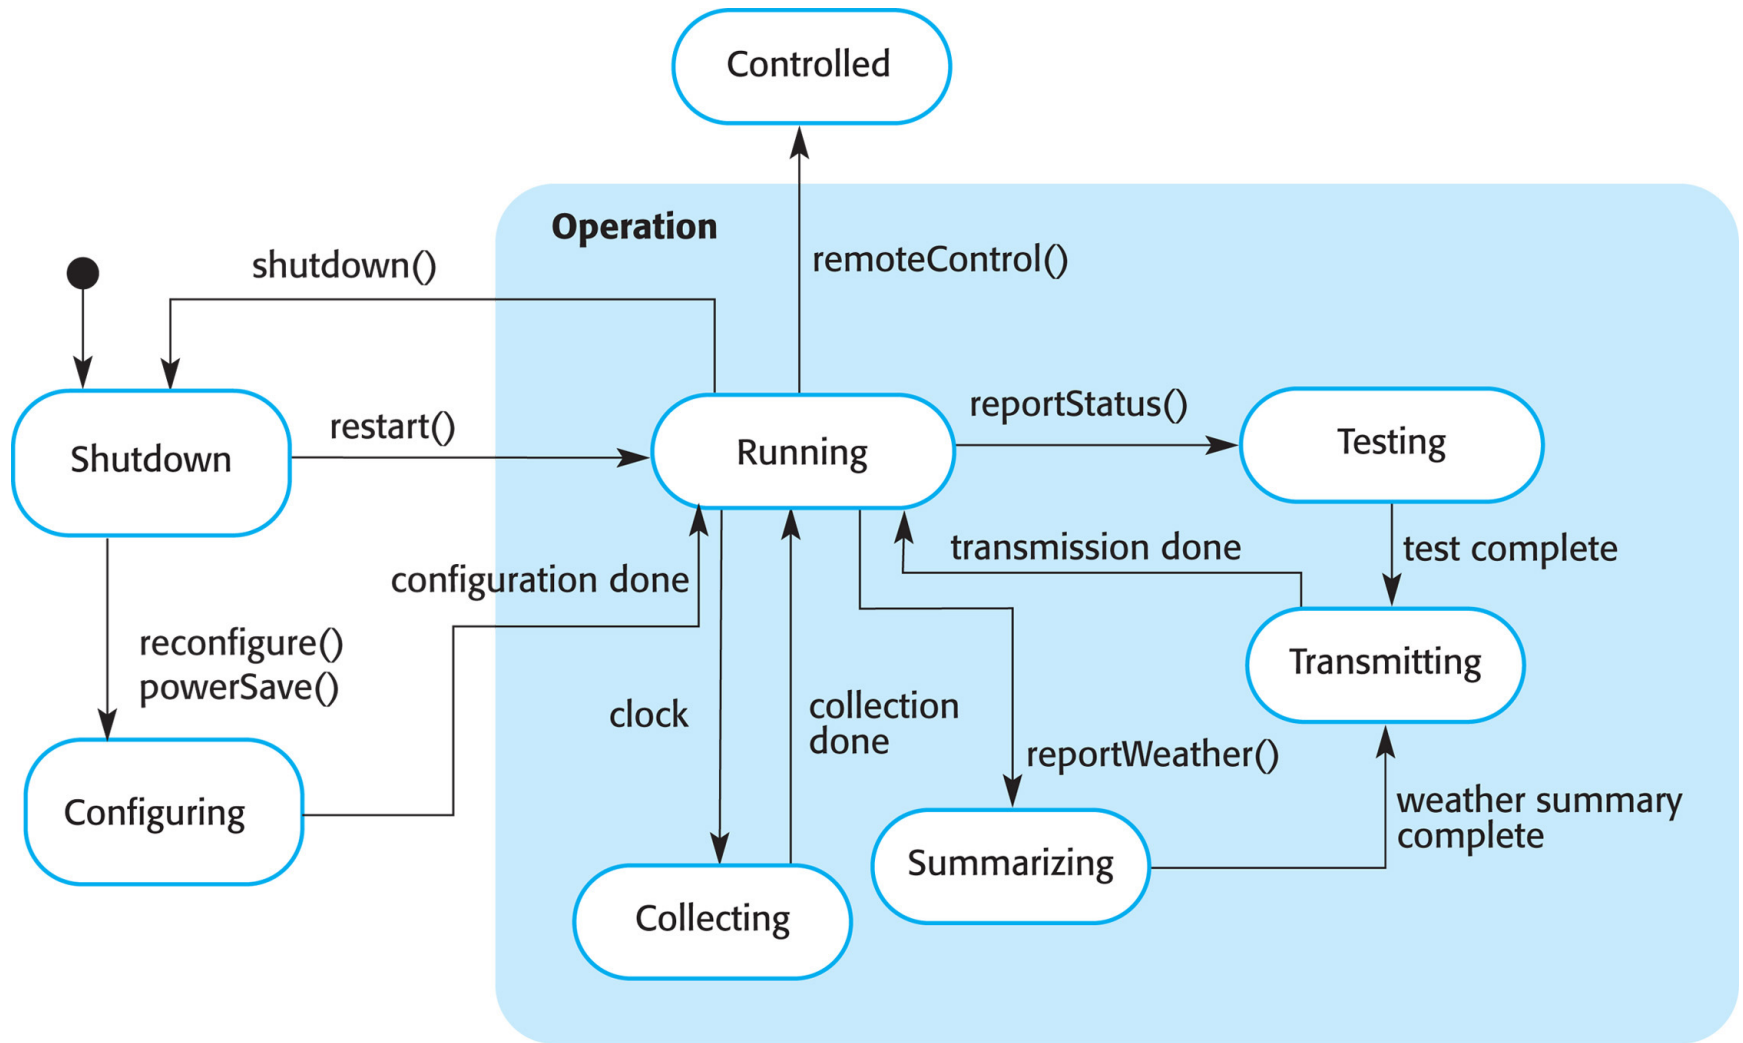 Controlled
Operation
shutdown()
remoteControl()
restart()
reportStatus()
Shutdown
Running
Testing
configuration done
transmission done
test complete
reconfigure()
powerSave()
clock
collection
done
Transmitting
reportWeather()
weather summary
complete
Configuring
Summarizing
Collecting